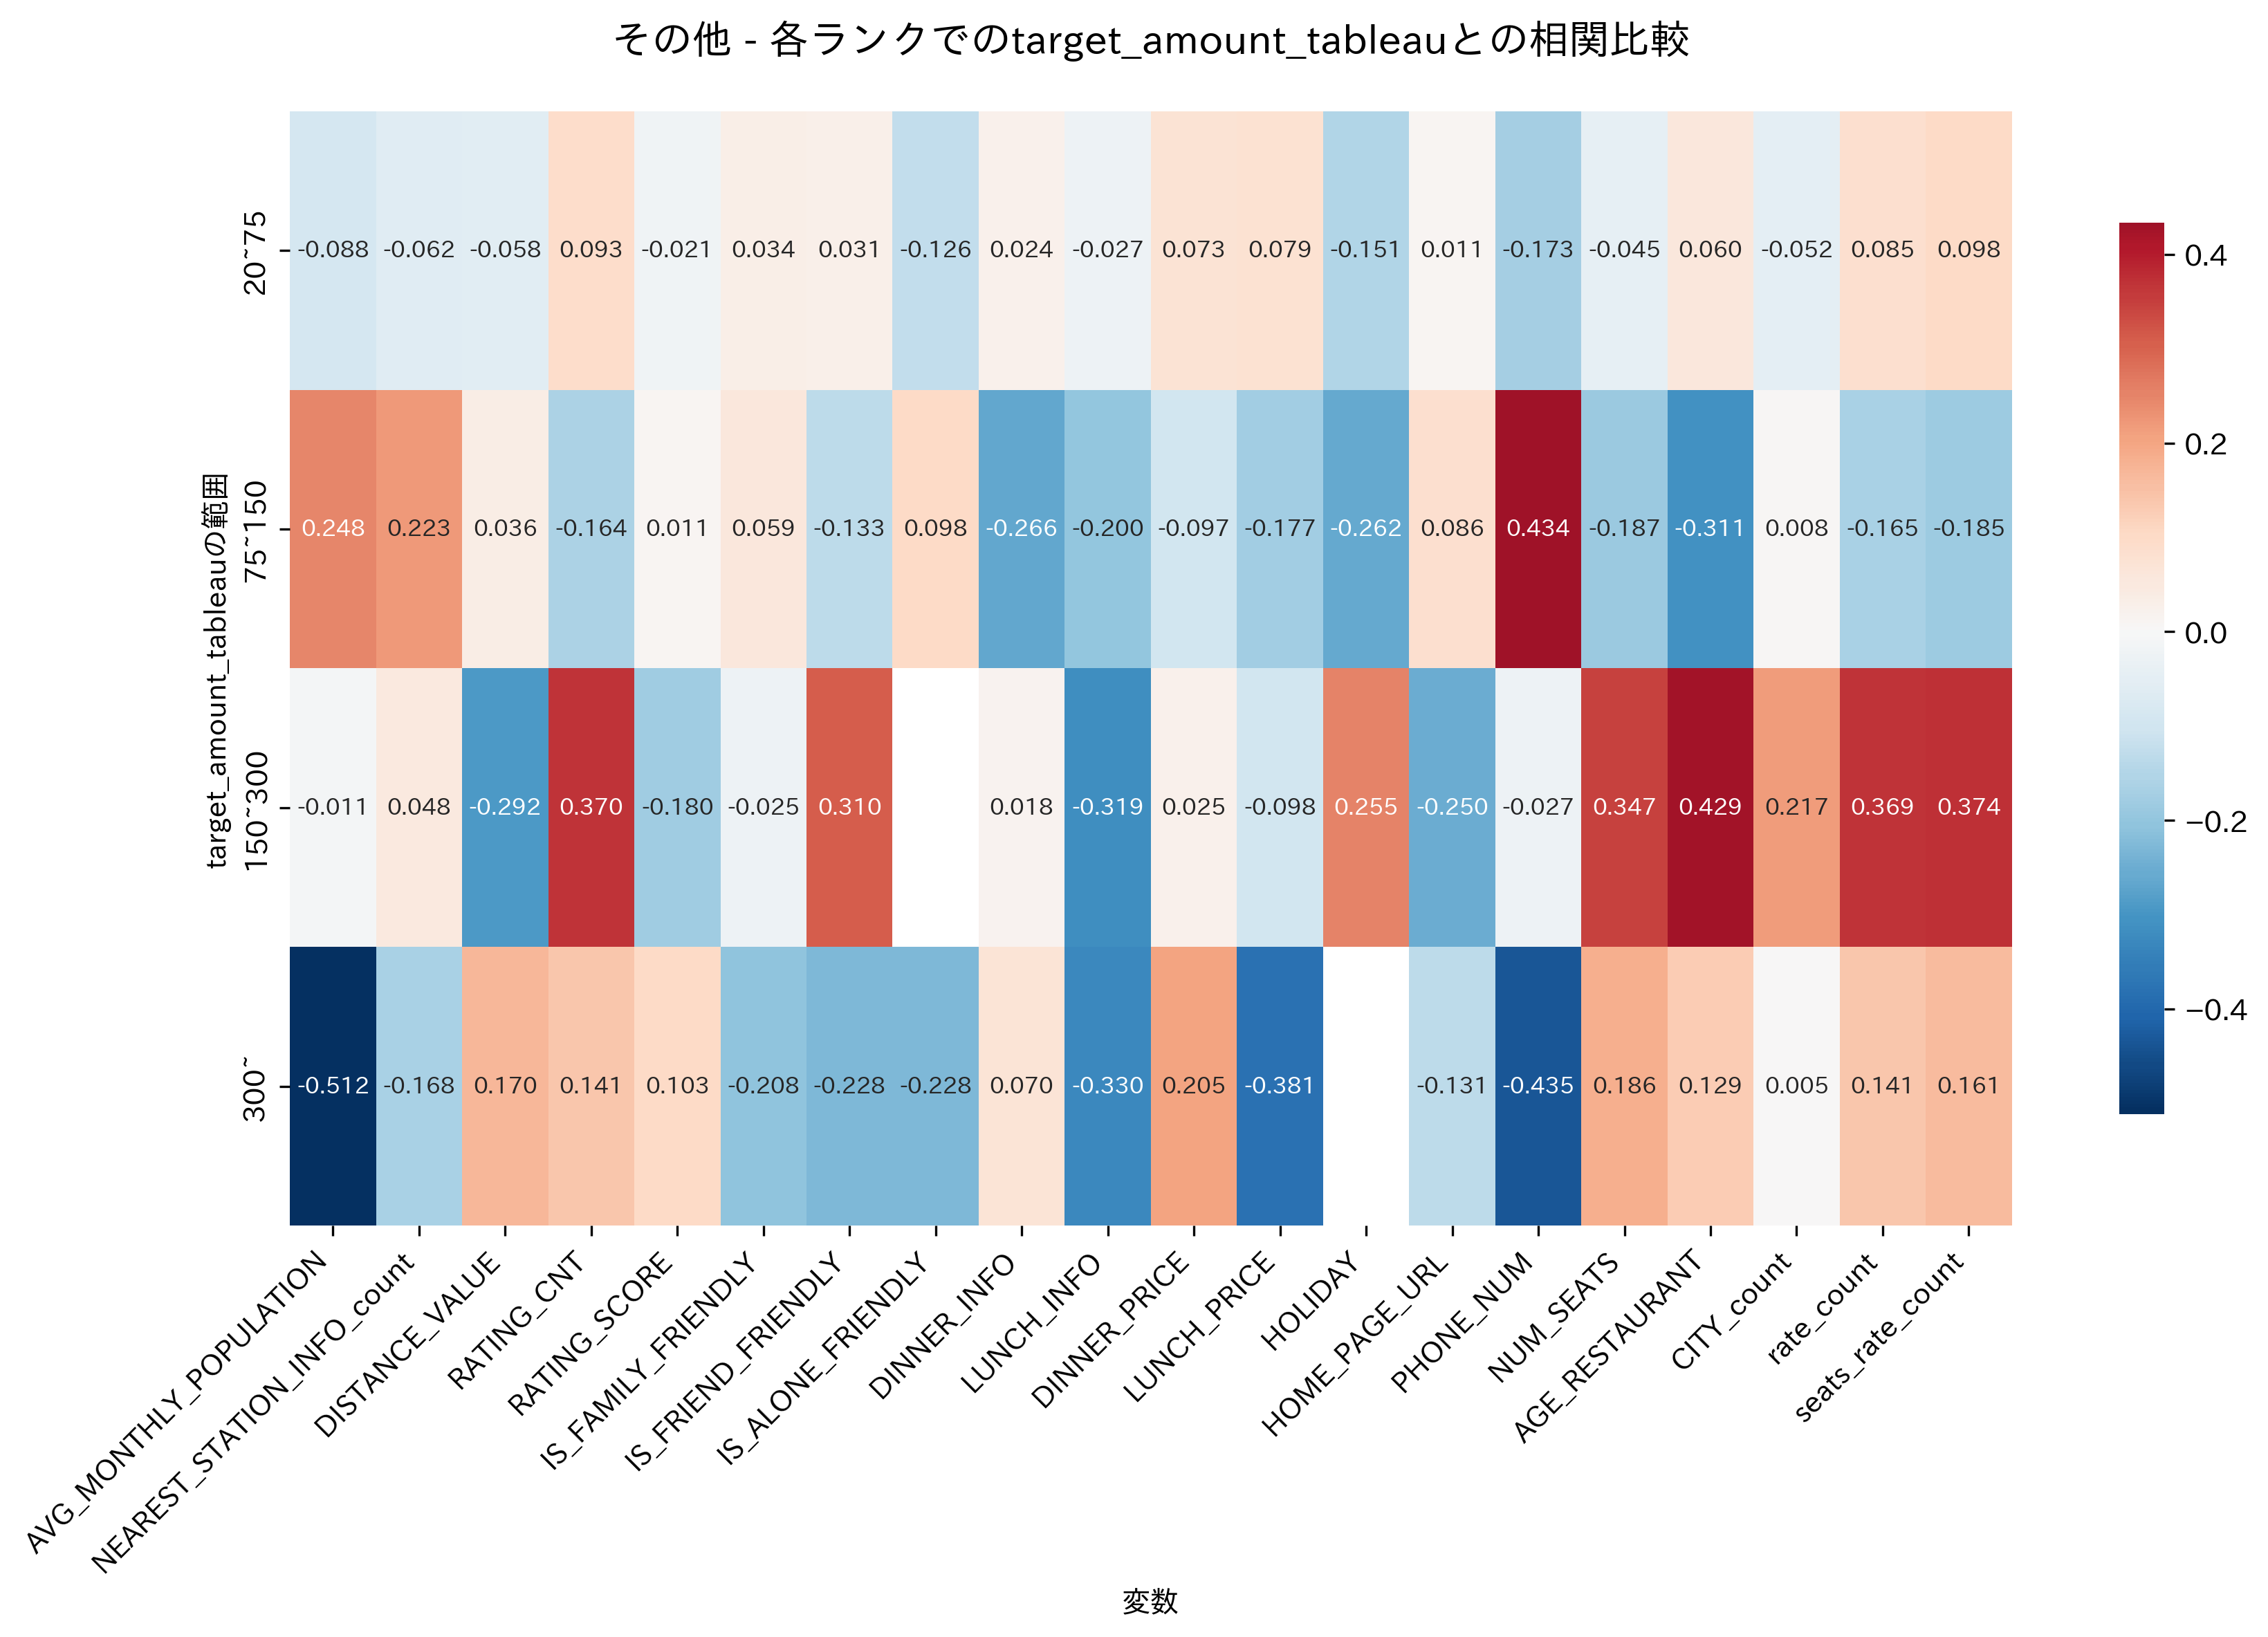 その他 - 各ランクでのtarget_amount_tableauとの相関比較
target_amount_tableauの範囲
20~75
-0.088 -0.062 -0.058 0.093 -0.021 0.034 0.031 -0.126 0.024 -0.027 0.073 0.079 -0.151 0.011 -0.173 -0.045 0.060 -0.052 0.085 0.098
75~150
0.248 0.223 0.036 -0.164 0.011 0.059 -0.133 0.098 -0.266 -0.200 -0.097 -0.177 -0.262 0.086 0.434 -0.187 -0.311 0.008 -0.165 -0.185
150~300
-0.011 0.048 -0.292 0.370 -0.180 -0.025 0.310 0.018 -0.319 0.025 -0.098 0.255 -0.250 -0.027 0.347 0.429 0.217 0.369 0.374
300~
-0.512 -0.168 0.170 0.141 0.103 -0.208 -0.228 -0.228 0.070 -0.330 0.205 -0.381 -0.131 -0.435 0.186 0.129 0.005 0.141 0.161
AVG_MONTHLY_POPULATION
NEAREST_STATION_INFO_count
DISTANCE_VALUE
RATING_CNT
RATING_SCORE
IS_FAMILY_FRIENDLY
IS_FRIEND_FRIENDLY
IS_ALONE_FRIENDLY
DINNER_INFO
LUNCH_INFO
DINNER_PRICE
LUNCH_PRICE
HOLIDAY
HOME_PAGE_URL
PHONE_NUM
NUM_SEATS
AGE_RESTAURANT
CITY_count
rate_count
seats_rate_count
変数
0.4
0.2
0.0
−0.2
−0.4